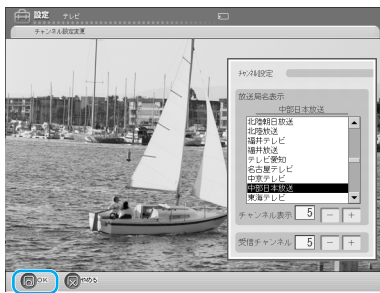 設定 テレビ
チャンネル設定変更
チャンネル設定
放送局名表示
中部日本放送
北陸朝日放送
北陸放送
福井テレビ
福井放送
テレビ愛知
名古屋テレビ
中京テレビ
中部日本放送
東海テレビ
チャンネル表示 5 − +
受信チャンネル 5 − +
OK やめる